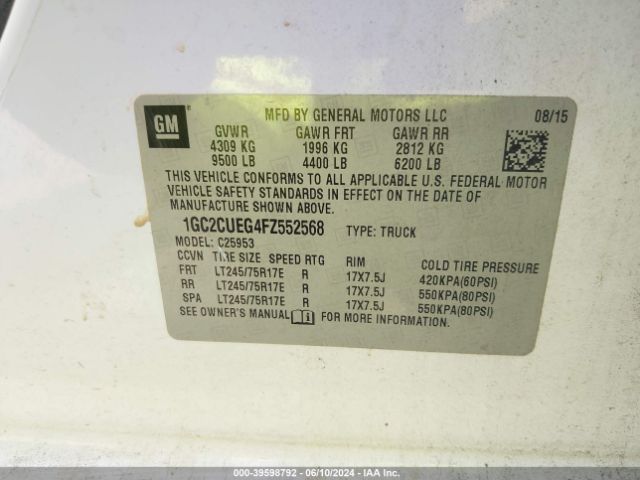 GM
MFD BY GENERAL MOTORS LLC 08/15
GVWR GAWR FRT GAWR RR
4309 KG 1996 KG 2812 KG
9500 LB 4400 LB 6200 LB
THIS VEHICLE CONFORMS TO ALL APPLICABLE U.S. FEDERAL MOTOR
VEHICLE SAFETY STANDARDS IN EFFECT ON THE DATE OF
MANUFACTURE SHOWN ABOVE.
1GC2CUEG4FZ552568 TYPE: TRUCK
MODEL: C25953
CCVN TIRE SIZE SPEED RTG RIM COLD TIRE PRESSURE
FRT LT245/75R17E R 17X7.5J 420KPA(60PSI)
RR LT245/75R17E R 17X7.5J 550KPA(80PSI)
SPA LT245/75R17E R 17X7.5J 550KPA(80PSI)
SEE OWNER'S MANUAL FOR MORE INFORMATION.
000-39598792 - 06/10/2024 - IAA Inc.